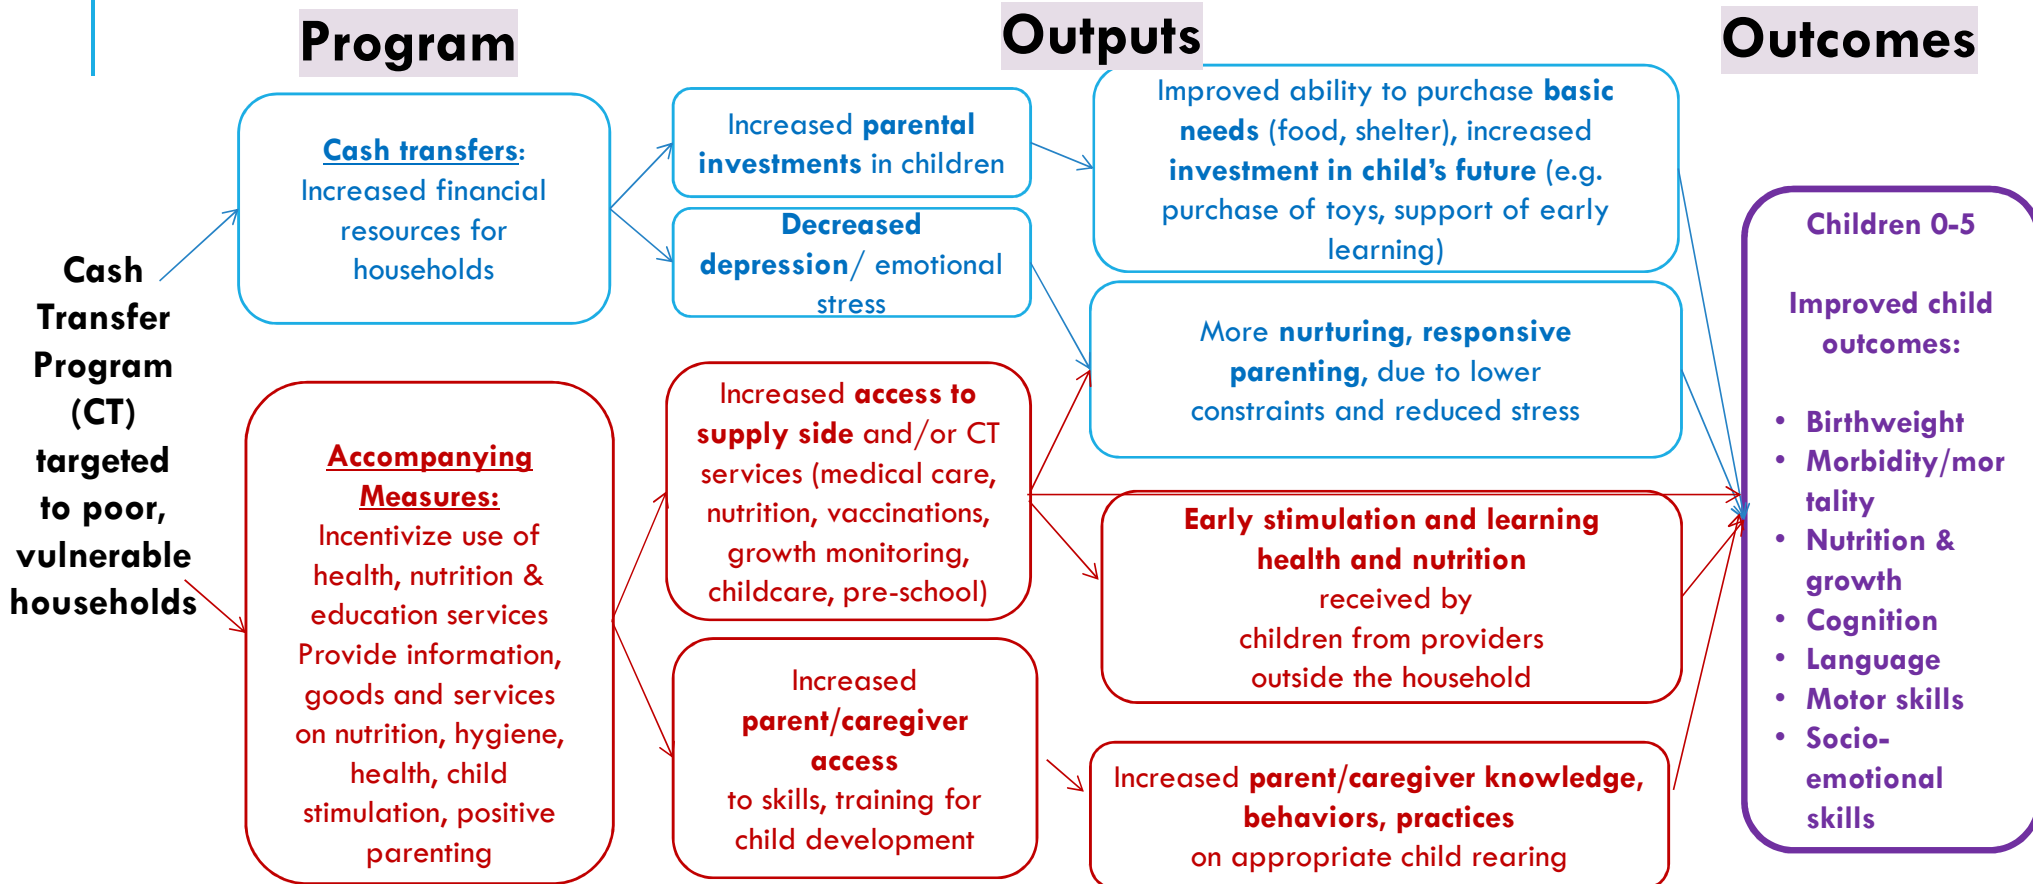 Program
Outputs
Outcomes
Cash
Transfer
Program
(CT)
targeted
to poor,
vulnerable
households
Cash transfers:
Increased financial
resources for
households
Accompanying
Measures:
Incentivize use of
health, nutrition &
education services
Provide information,
goods and services
on nutrition, hygiene,
health, child
stimulation, positive
parenting
Increased parental
investments in children
Decreased
depression/ emotional
stress
Increased access to
supply side and/or CT
services (medical care,
nutrition, vaccinations,
growth monitoring,
childcare, pre-school)
Increased
parent/caregiver
access
to skills, training for
child development
Improved ability to purchase basic
needs (food, shelter), increased
investment in child's future (e.g.
purchase of toys, support of early
learning)
More nurturing, responsive
parenting, due to lower
constraints and reduced stress
Early stimulation and learning
health and nutrition
received by
children from providers
outside the household
Increased parent/caregiver knowledge,
behaviors, practices
on appropriate child rearing
Children 0-5
Improved child
outcomes:
• Birthweight
• Morbidity/mor
tality
• Nutrition &
growth
• Cognition
• Language
• Motor skills
• Socio-
emotional
skills